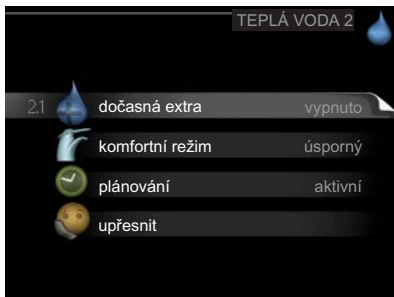 TEPLÁ VODA 2
2.1 dočasná extra vypnuto
komfortní režim úsporný
plánování aktivní
upřesnit